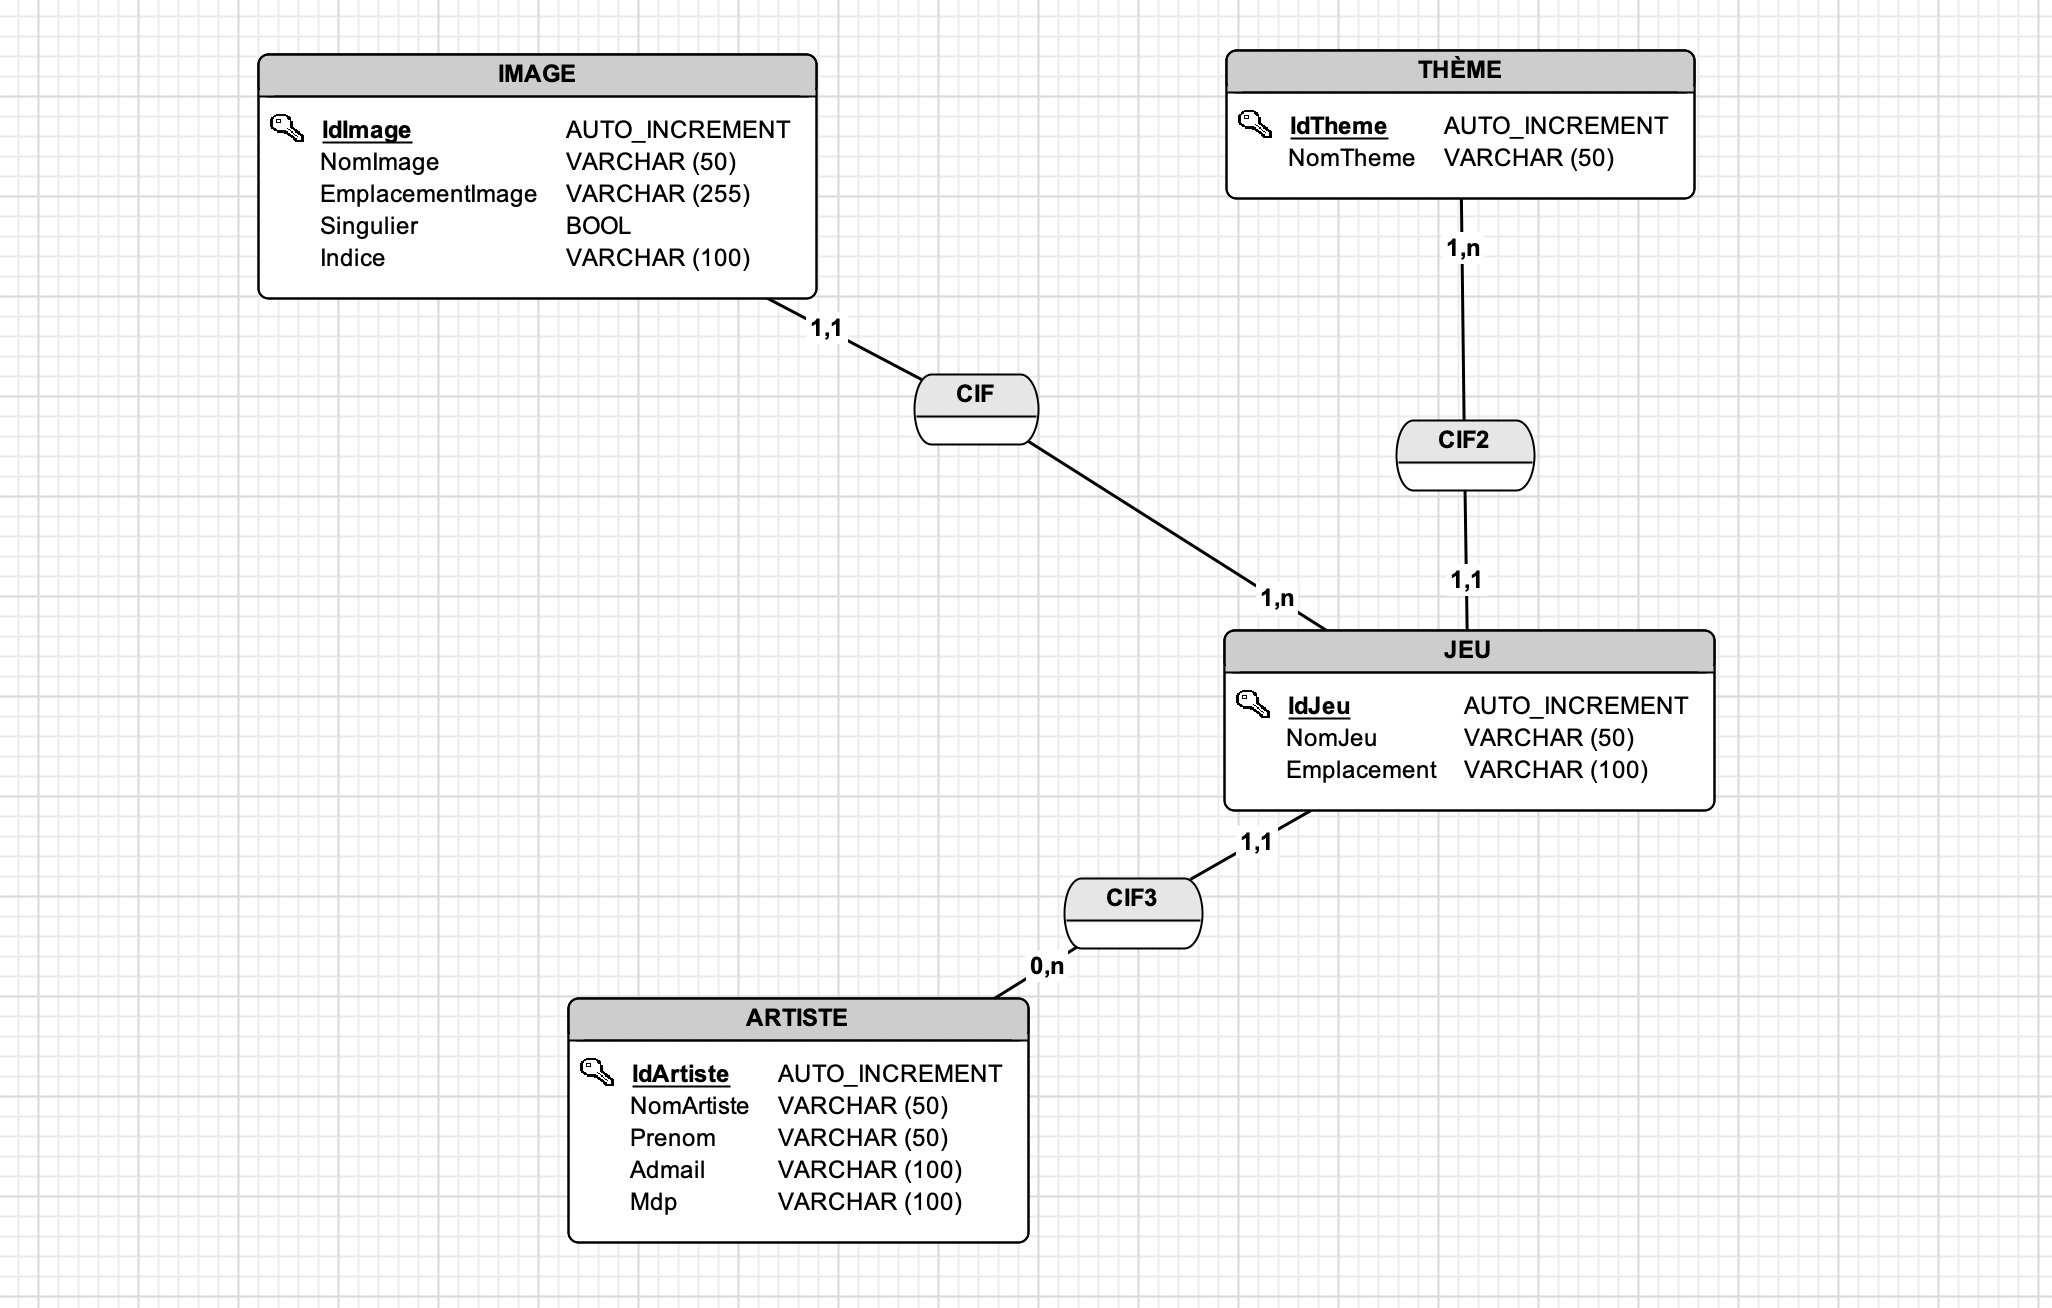 IMAGE
IdImage AUTO_INCREMENT
NomImage VARCHAR (50)
EmplacementImage VARCHAR (255)
Singulier BOOL
Indice VARCHAR (100)
THÈME
IdTheme AUTO_INCREMENT
NomTheme VARCHAR (50)
1,n
1,1
CIF
CIF2
1,1
1,n
JEU
IdJeu AUTO_INCREMENT
NomJeu VARCHAR (50)
Emplacement VARCHAR (100)
1,1
CIF3
0,n
ARTISTE
IdArtiste AUTO_INCREMENT
NomArtiste VARCHAR (50)
Prenom VARCHAR (50)
Admail VARCHAR (100)
Mdp VARCHAR (100)